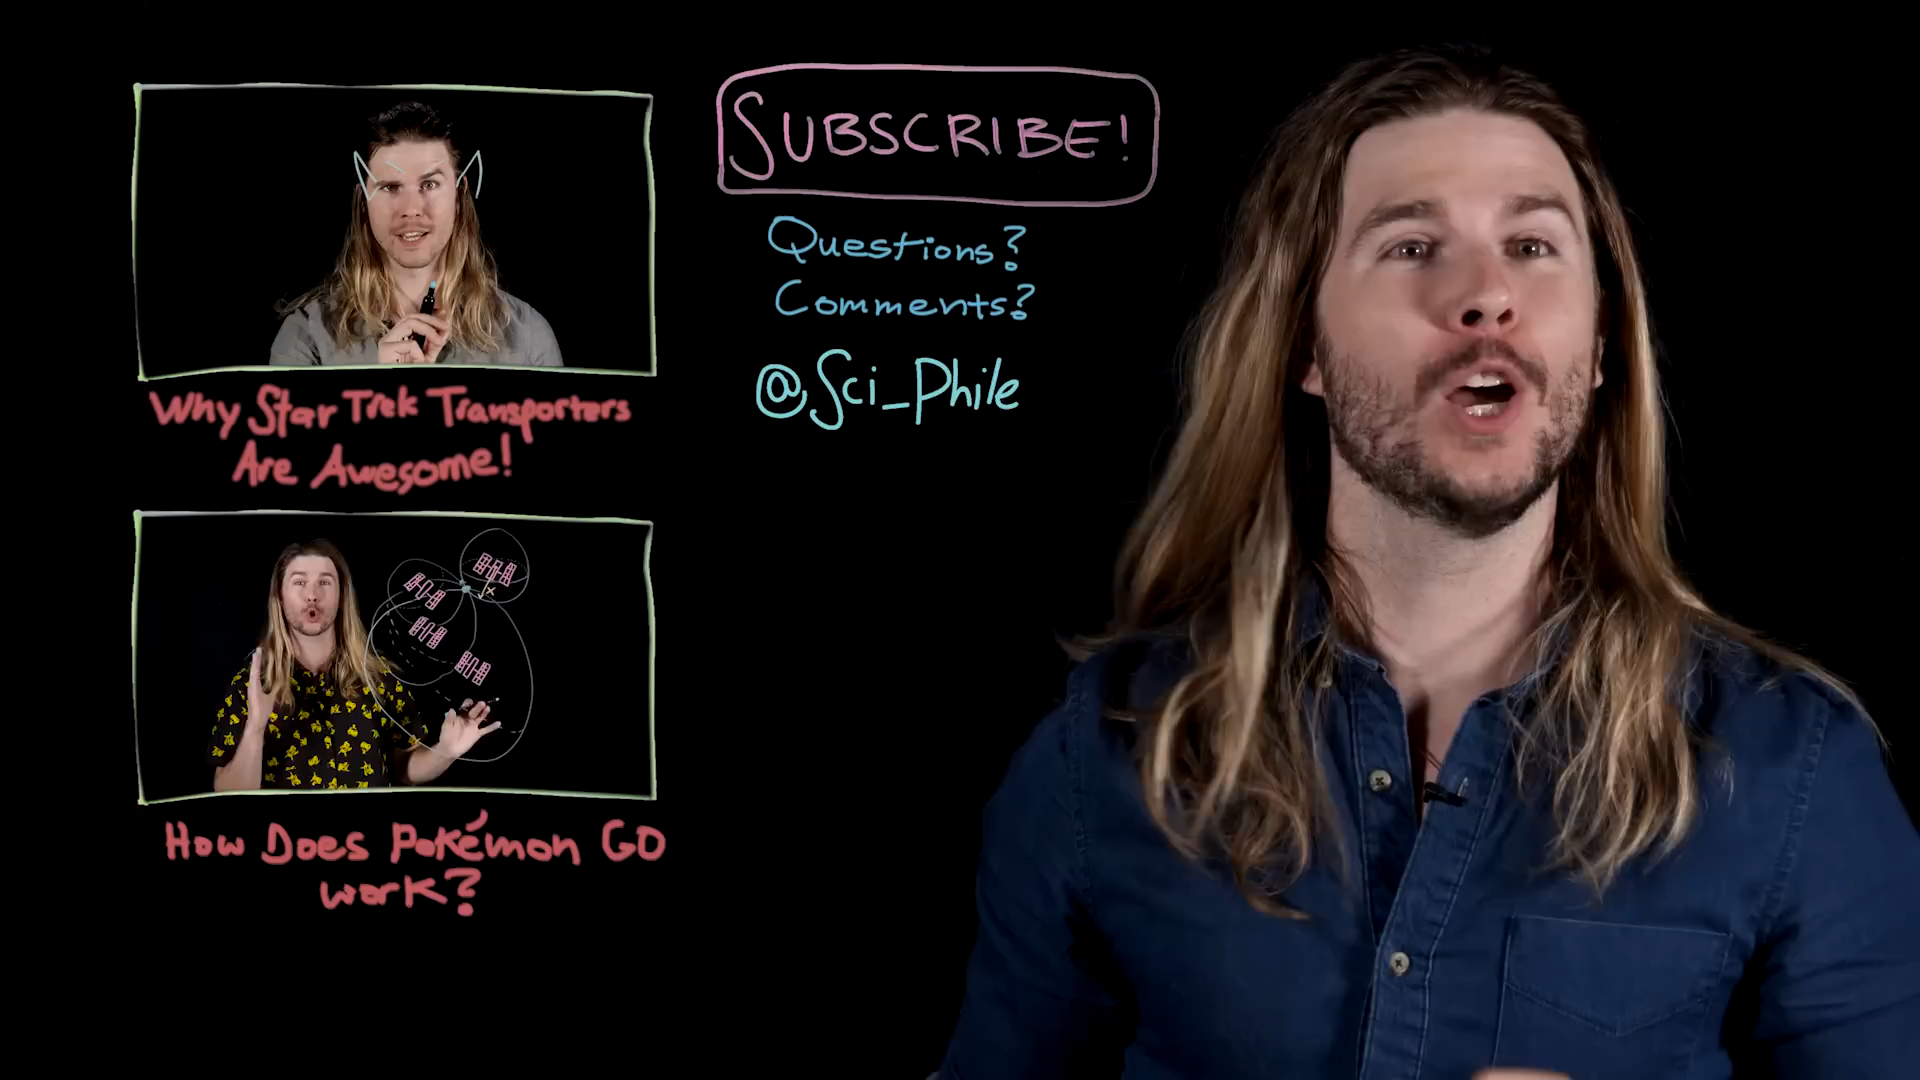 Why Star Trek Transporters
Are Awesome!
How Does Pokémon GO
work?
SUBSCRIBE!
Questions?
Comments?
@Sci_Phile